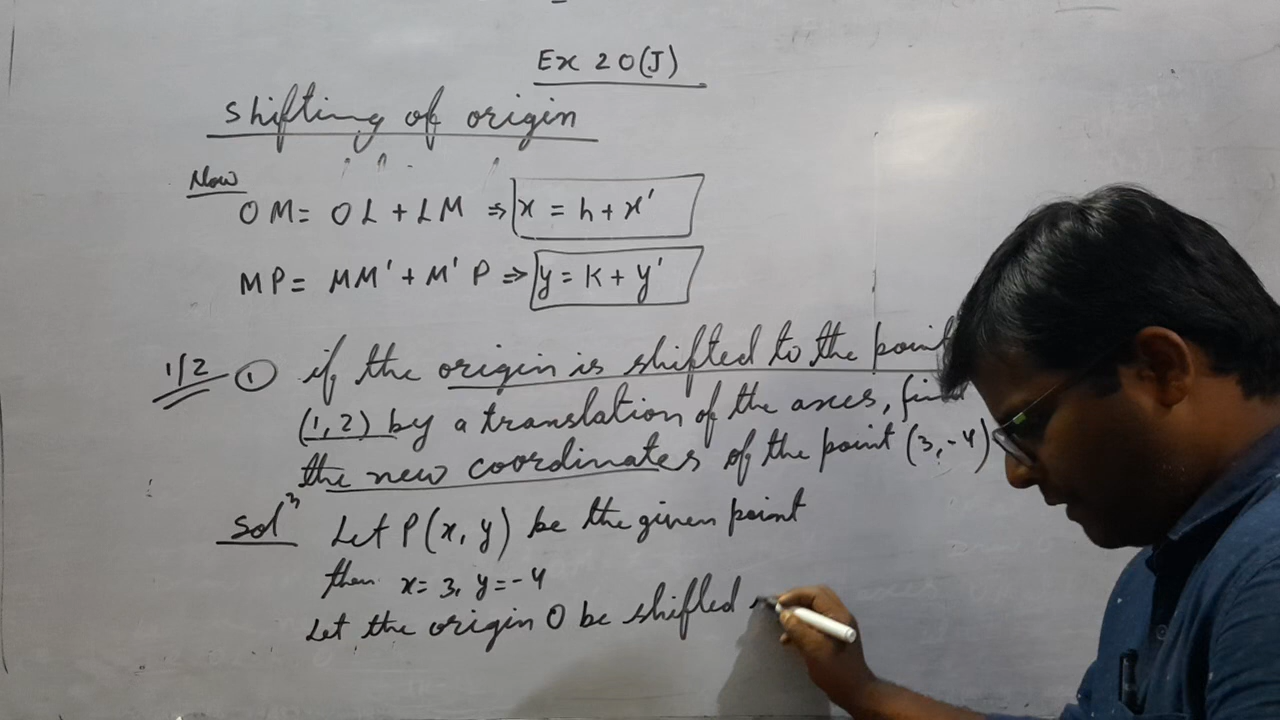 Ex 20(J)
shifting of origin
Now
OM = OL + LM ⇒ x = h + x'
MP = MM' + M'P ⇒ y = K + y'
1/2 ① if the origin is shifted to the point
(1, 2) by a translation of the axes, find
the new coordinates of the point (3, -4)
Solⁿ Let P(x, y) be the given point
then x = 3, y = -4
Let the origin O be shifted